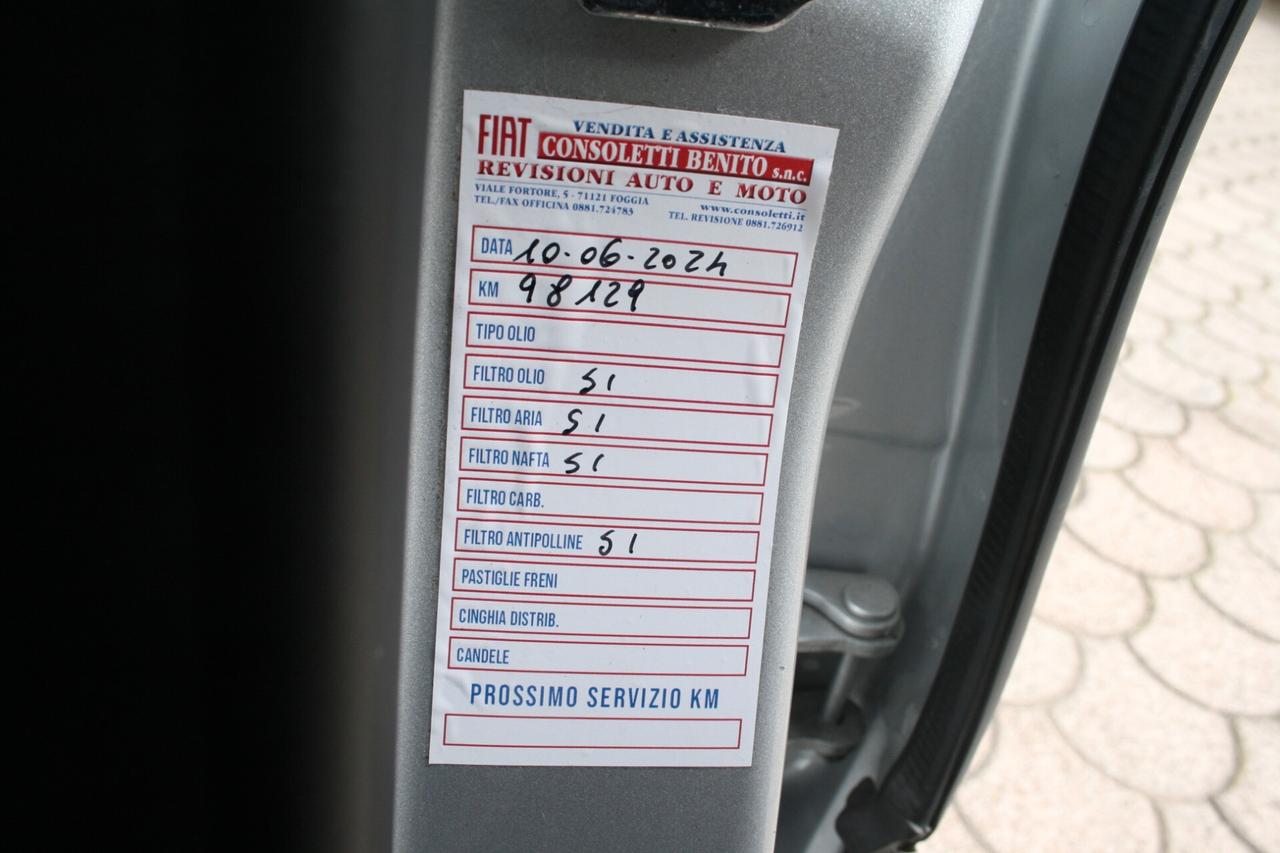 FIAT VENDITA E ASSISTENZA
CONSOLETTI BENITO s.n.c.
REVISIONI AUTO E MOTO
VIALE FORTORE, 5 - 71121 FOGGIA www.consoletti.it
TEL./FAX OFFICINA 0881.724783 TEL. REVISIONE 0881.726912
DATA 10-06-2024
KM 98129
TIPO OLIO
FILTRO OLIO SI
FILTRO ARIA SI
FILTRO NAFTA SI
FILTRO CARB.
FILTRO ANTIPOLLINE SI
PASTIGLIE FRENI
CINGHIA DISTRIB.
CANDELE
PROSSIMO SERVIZIO KM